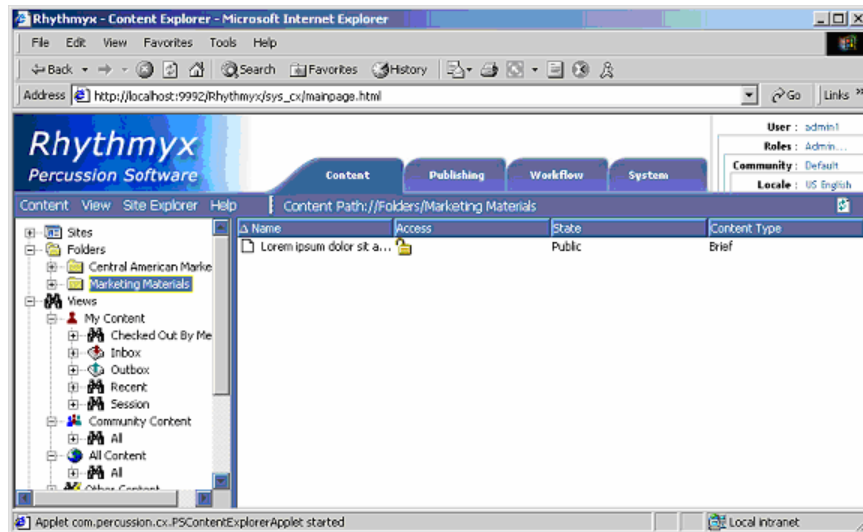 Rhythmyx - Content Explorer - Microsoft Internet Explorer
File Edit View Favorites Tools Help
Back Search Favorites History
Address http://localhost:9992/Rhythmyx/sys_cx/mainpage.html Go Links
Rhythmyx
Percussion Software
Content Publishing Workflow System
User : admin1
Roles : Admin...
Community : Default
Locale : US English
Content View Site Explorer Help Content Path://Folders/Marketing Materials
Name Access State Content Type
Lorem ipsum dolor sit a... Public Brief
Sites
Folders
Central American Marke
Marketing Materials
Views
My Content
Checked Out By Me
Inbox
Outbox
Recent
Session
Community Content
All
All Content
All
Other Content
Applet com.percussion.cx.PSContentExplorerApplet started Local intranet